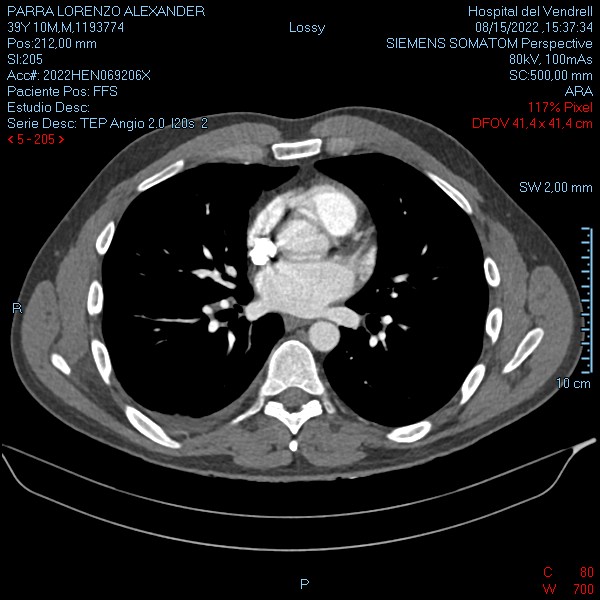 PARRA LORENZO ALEXANDER
39Y 10M,M,1193774
Pos:212,00 mm
SI:205
Acc#: 2022HEN069206X
Paciente Pos: FFS
Estudio Desc:
Serie Desc: TEP Angio 2.0 I20s 2
< 5 - 205 >
Lossy
Hospital del Vendrell
08/15/2022 ,15:37:34
SIEMENS SOMATOM Perspective
80kV, 100mAs
SC:500,00 mm
ARA
117% Pixel
DFOV 41,4 x 41,4 cm
SW 2,00 mm
R
10 cm
P
C 80
W 700